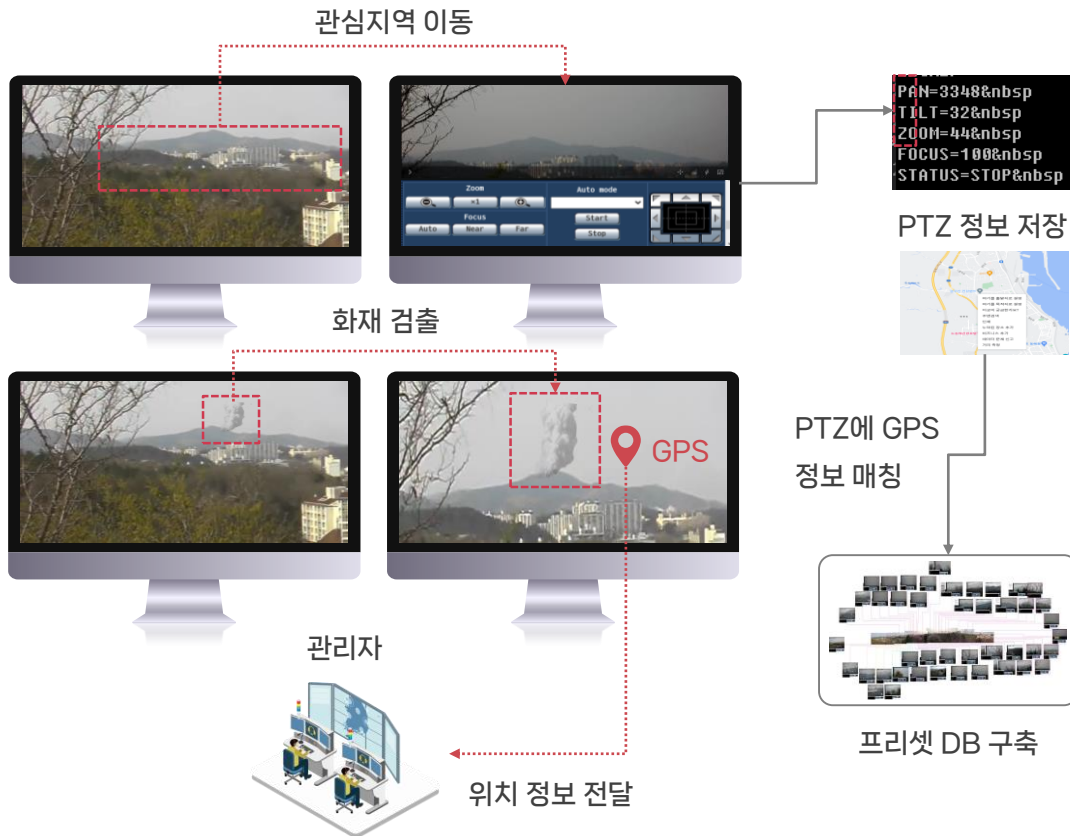 관심지역 이동
Zoom
×1
Focus
Auto
Near
Far
Auto mode
Start
Stop
PAN=3348&nbsp
TILT=32&nbsp
ZOOM=44&nbsp
FOCUS=100&nbsp
STATUS=STOP&nbsp
PTZ 정보 저장
화재 검출
GPS
PTZ에 GPS
정보 매칭
관리자
위치 정보 전달
프리셋 DB 구축